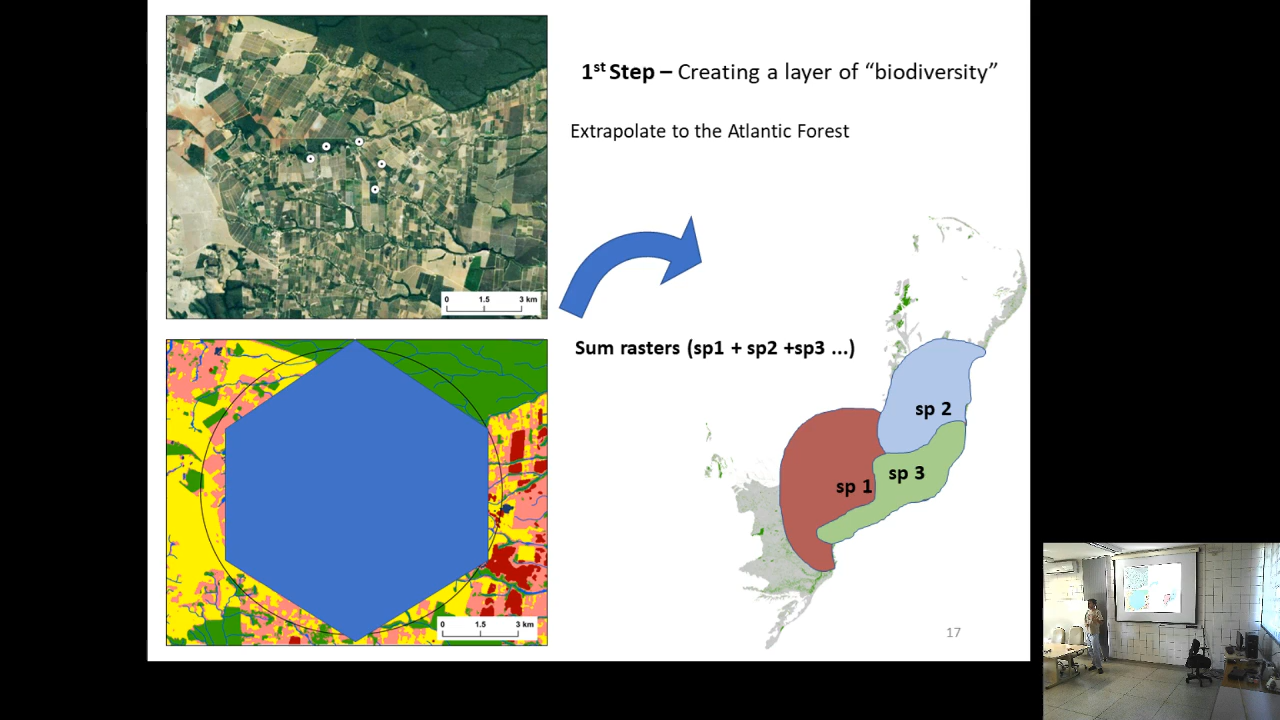 1st Step – Creating a layer of “biodiversity”
Extrapolate to the Atlantic Forest
0 1.5 3 km
Sum rasters (sp1 + sp2 +sp3 ...)
sp 2
sp 3
sp 1
0 1.5 3 km
17